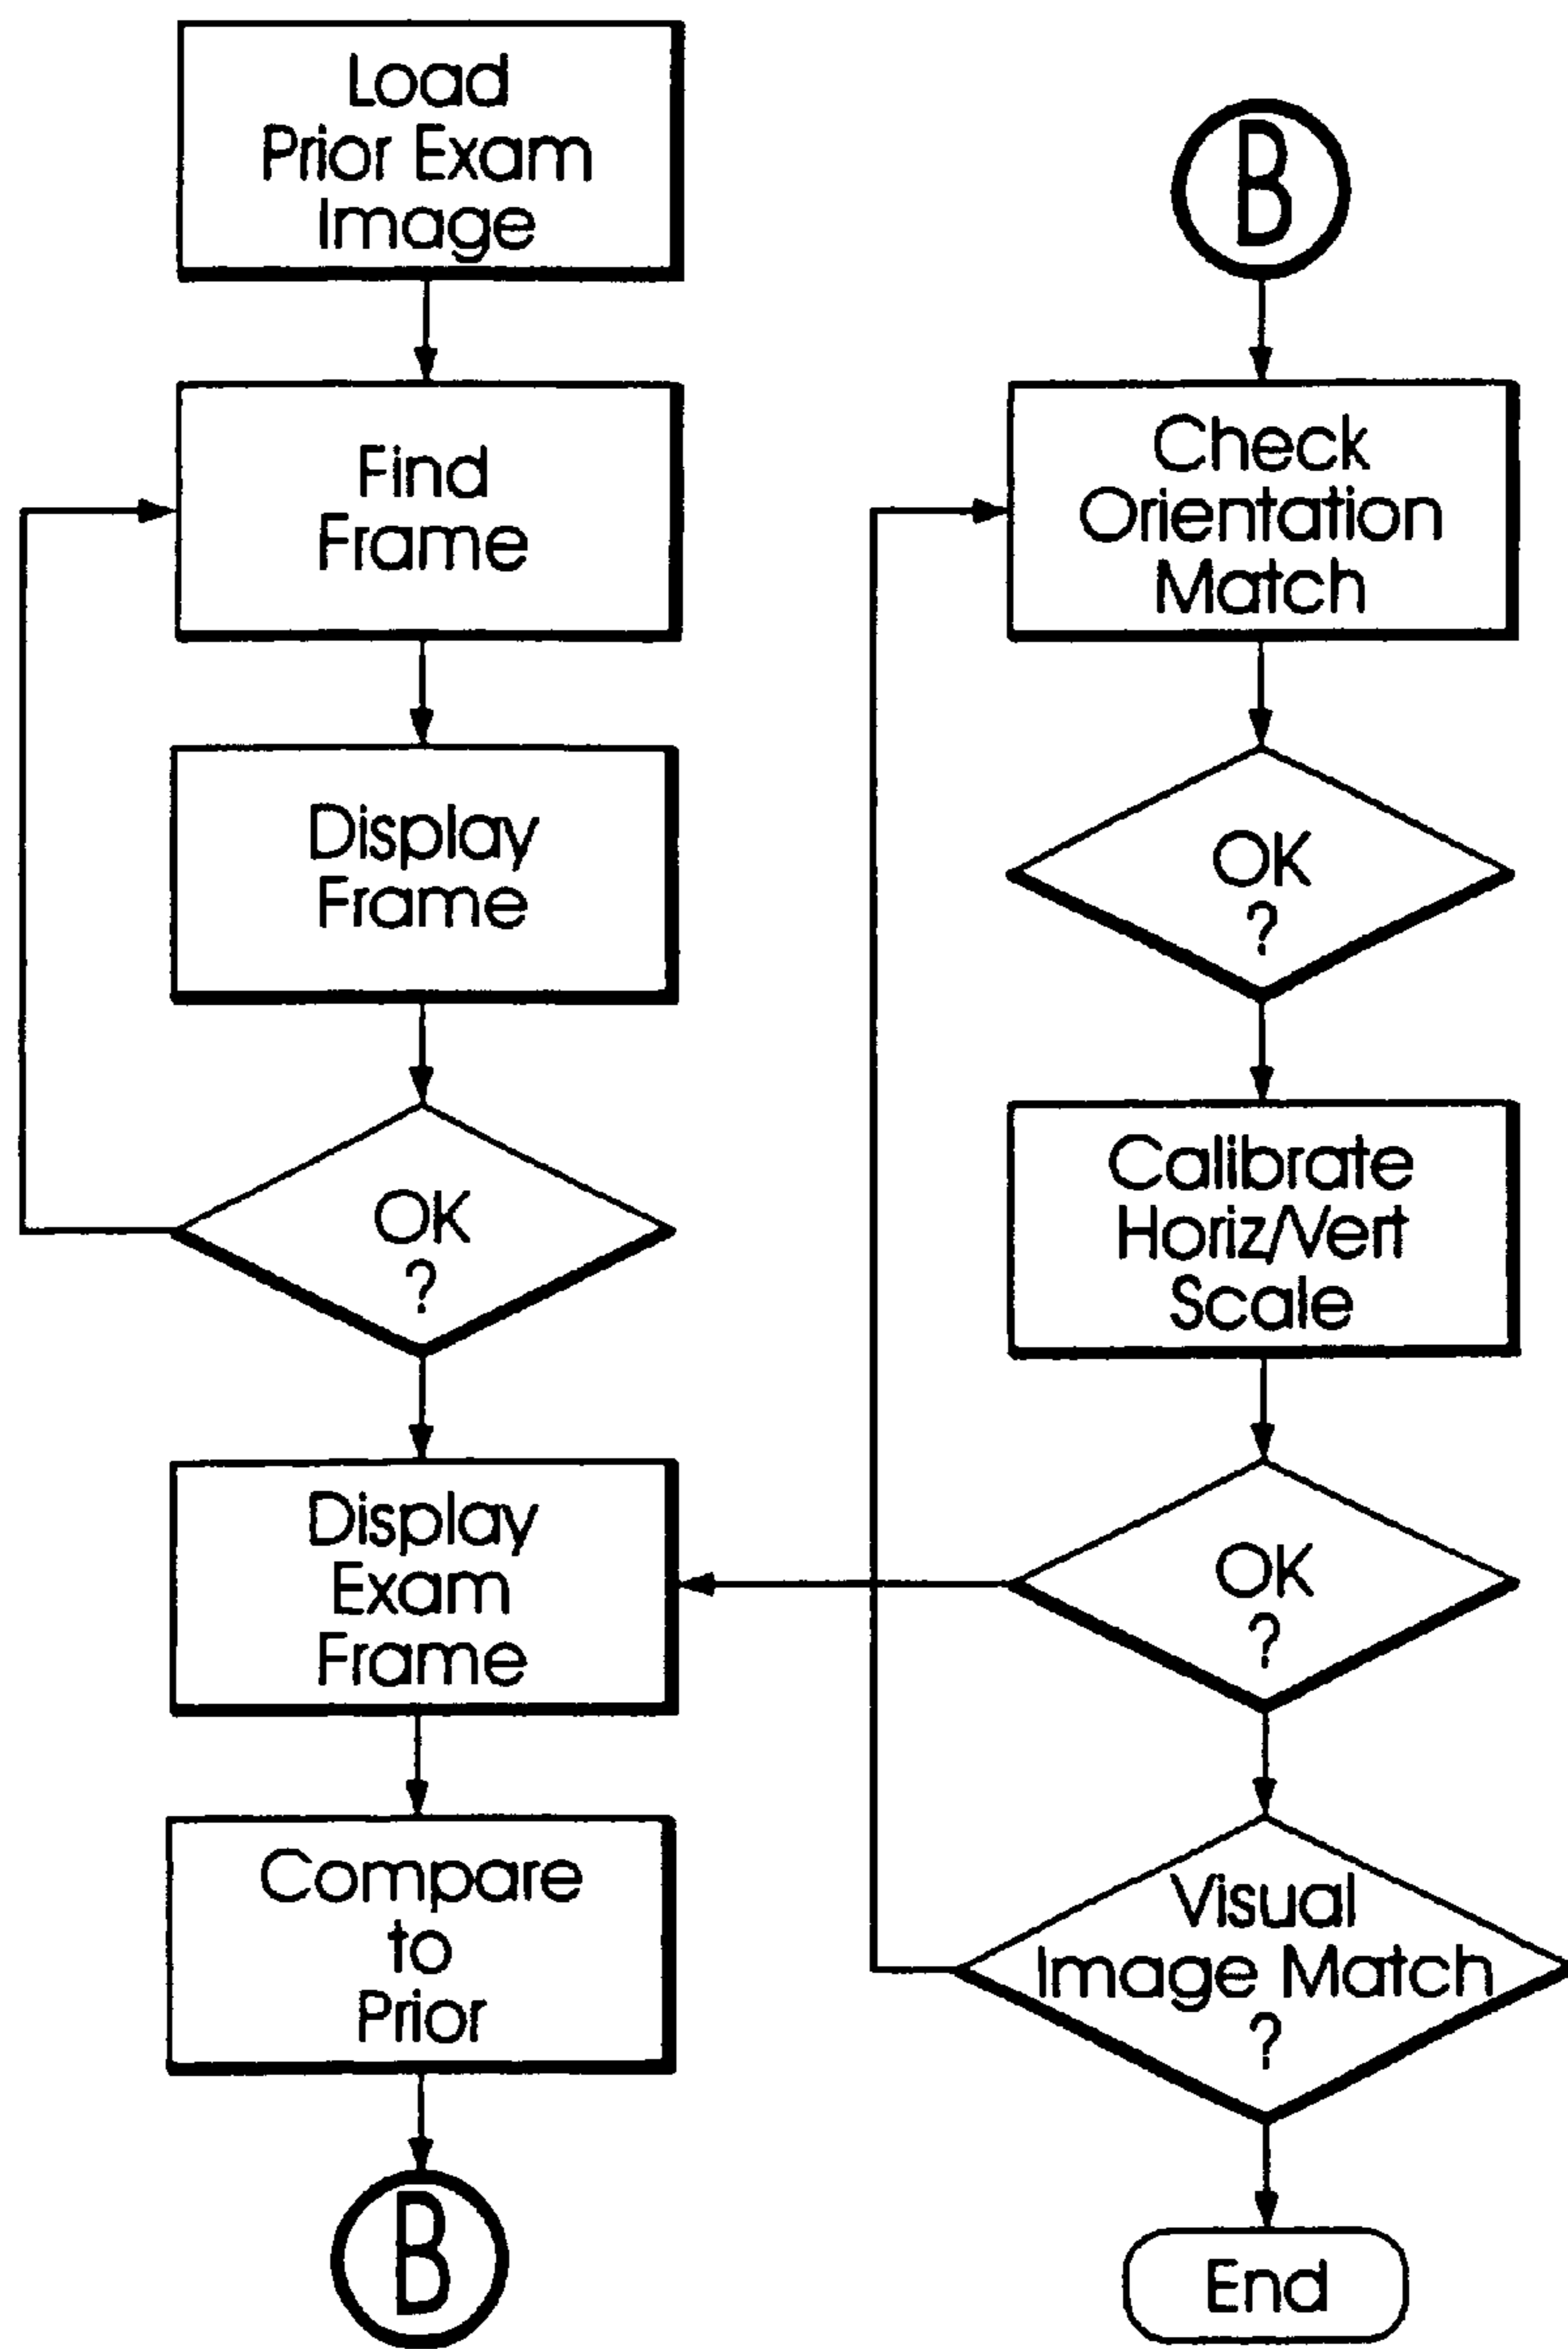 Load
Prior Exam
Image
Find
Frame
Display
Frame
OK
?
Display
Exam
Frame
Compare
to
Prior
B
B
Check
Orientation
Match
OK
?
Calibrate
Horiz/Vert
Scale
OK
?
Visual
Image Match
?
End